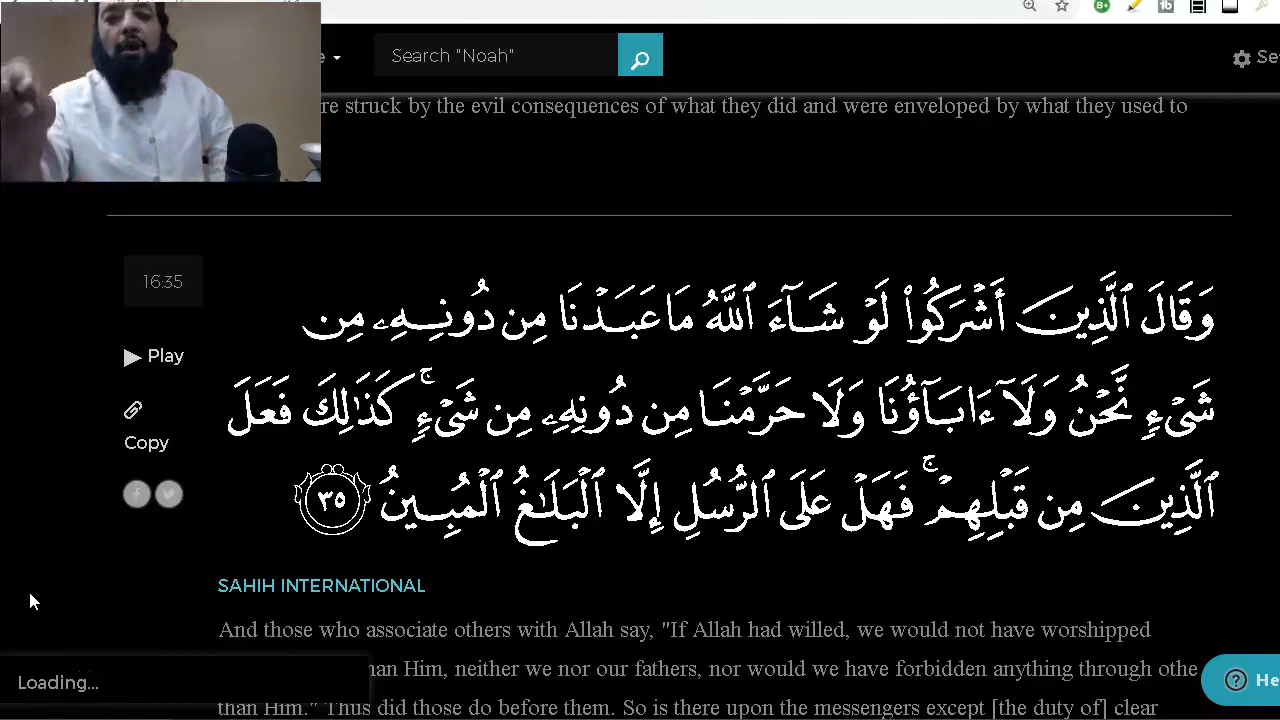 Search "Noah"
re struck by the evil consequences of what they did and were enveloped by what they used to
16:35
وَقَالَ ٱلَّذِينَ أَشْرَكُوا۟ لَوْ شَآءَ ٱللَّهُ مَا عَبَدْنَا مِن دُونِهِۦ مِن
شَىْءٍ نَّحْنُ وَلَآ ءَابَآؤُنَا وَلَا حَرَّمْنَا مِن دُونِهِۦ مِن شَىْءٍ ۚ كَذَٰلِكَ فَعَلَ
ٱلَّذِينَ مِن قَبْلِهِمْ ۚ فَهَلْ عَلَى ٱلرُّسُلِ إِلَّا ٱلْبَلَـٰغُ ٱلْمُبِينُ ٣٥
Play
Copy
SAHIH INTERNATIONAL
And those who associate others with Allah say, "If Allah had willed, we would not have worshipped
han Him, neither we nor our fathers, nor would we have forbidden anything through othe
than Him." Thus did those do before them. So is there upon the messengers except [the duty of] clear
Loading...